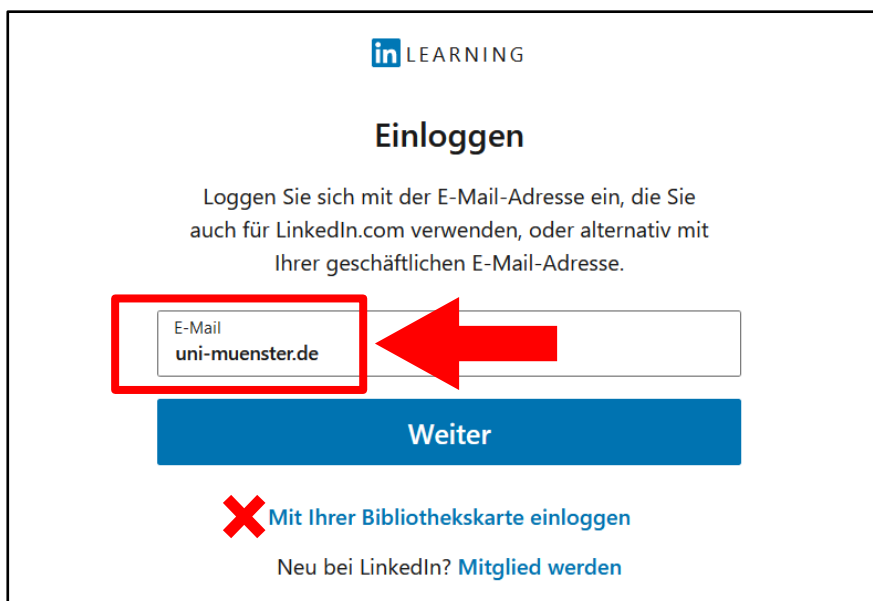 in LEARNING
Einloggen
Loggen Sie sich mit der E-Mail-Adresse ein, die Sie
auch für LinkedIn.com verwenden, oder alternativ mit
Ihrer geschäftlichen E-Mail-Adresse.
E-Mail
uni-muenster.de
Weiter
Mit Ihrer Bibliothekskarte einloggen
Neu bei LinkedIn? Mitglied werden